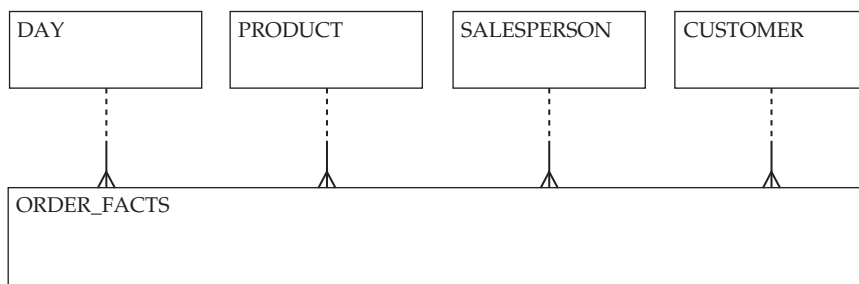 DAY
PRODUCT
SALESPERSON
CUSTOMER
ORDER_FACTS